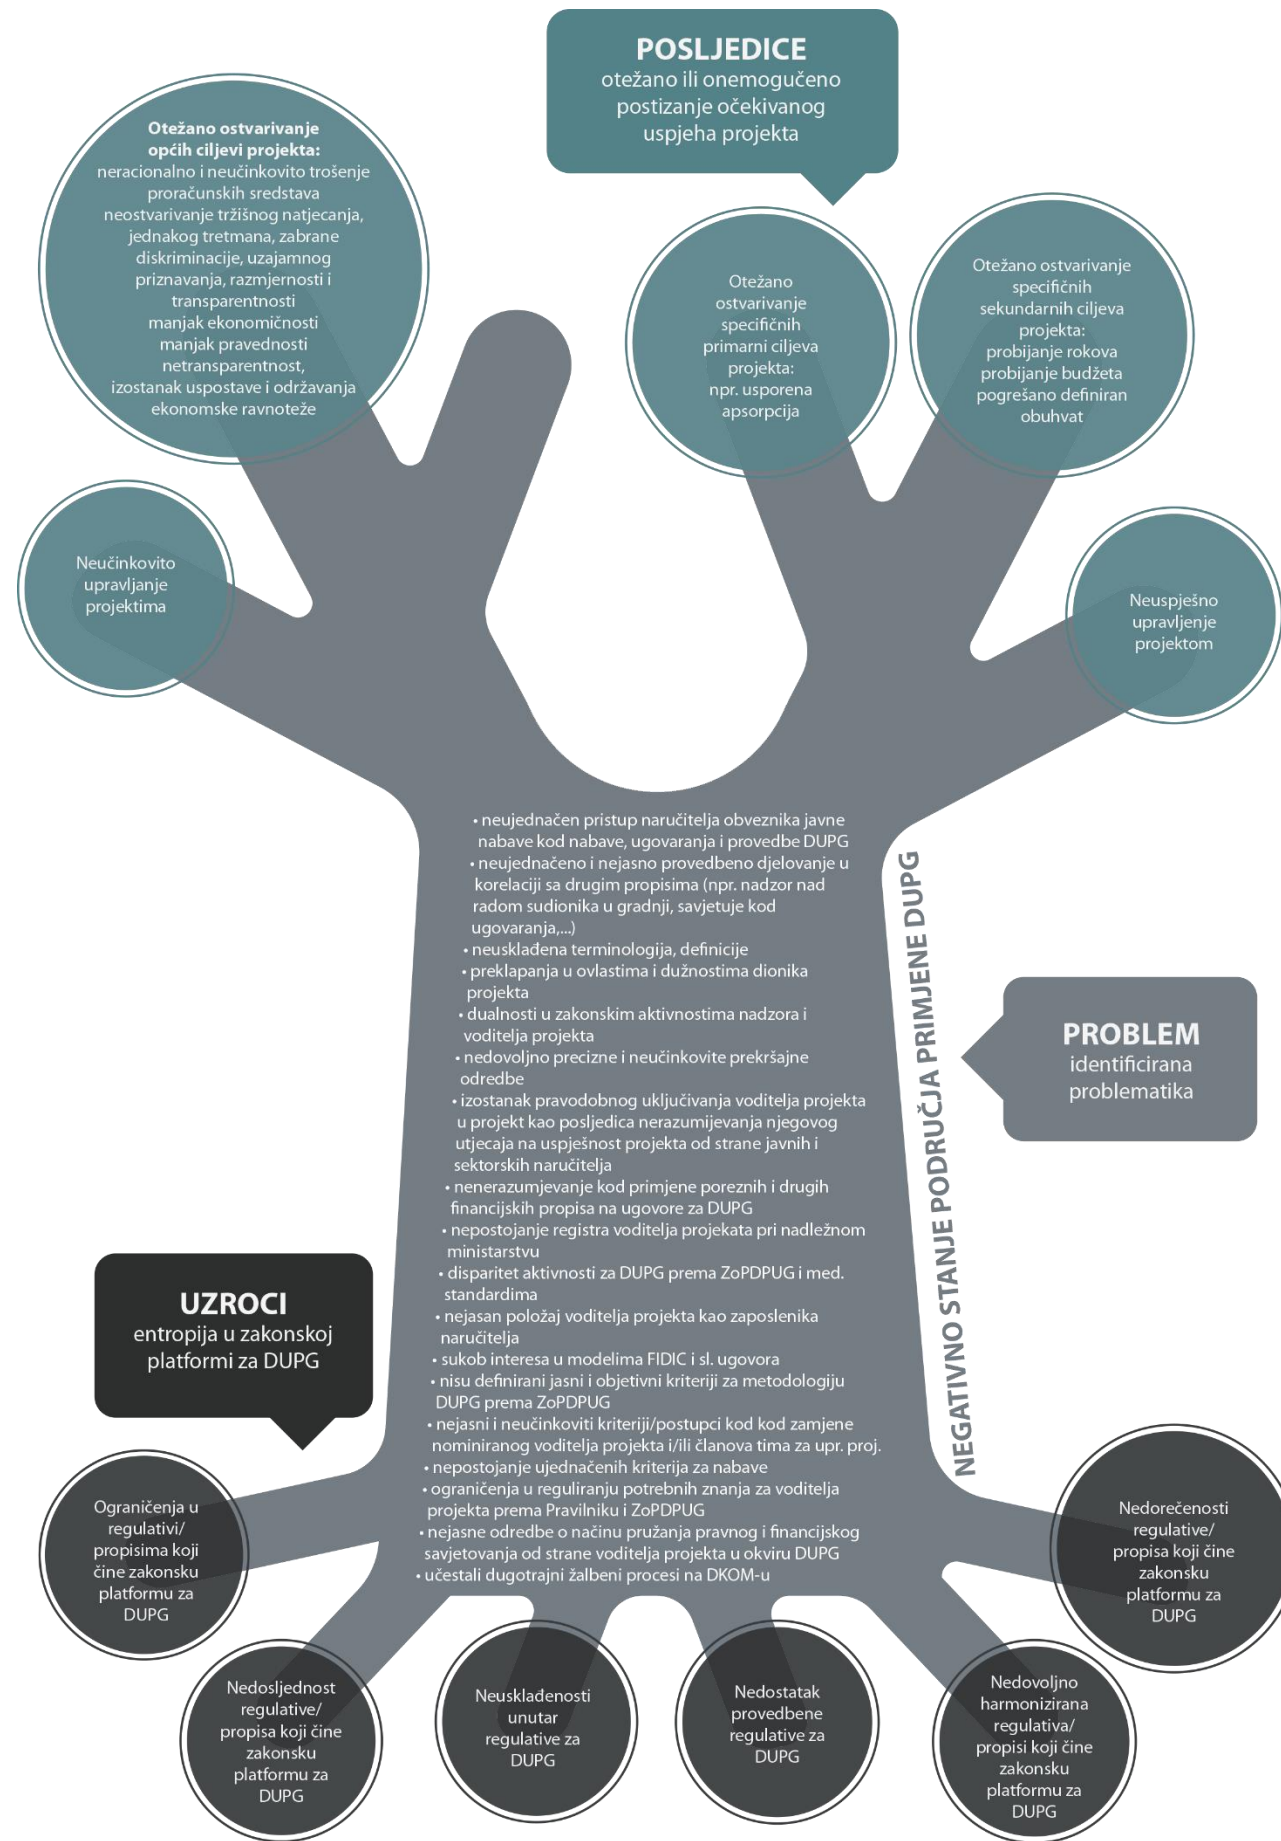 POSLJEDICE
otežano ili onemogučeno
postizanje očekivanog
uspjeha projekta
Otežano ostvarivanje
općih ciljevi projekta:
neracionalno i neučinkovito trošenje
proračunskih sredstava
neostvarivanje tržišnog natjecanja,
jednakog tretmana, zabrane
diskriminacije, uzajamnog
priznavanja, razmjernosti i
transparentnosti
manjak ekonomičnosti
manjak pravednosti
netransparentnost,
izostanak uspostave i održavanja
ekonomske ravnoteže
Otežano
ostvarivanje
specifičnih
primarni ciljeva
projekta:
npr. usporena
apsorpcija
Otežano ostvarivanje
specifičnih
sekundarnih ciljeva
projekta:
probijanje rokova
probijanje budžeta
pogrešano definiran
obuhvat
Neučinkovito
upravljanje
projektima
Neuspješno
upravljenje
projektom
• neujednačen pristup naručitelja obveznika javne
nabave kod nabave, ugovaranja i provedbe DUPG
• neujednačeno i nejasno provedbeno djelovanje u
korelaciji sa drugim propisima (npr. nadzor nad
radom sudionika u gradnji, savjetuje kod
ugovaranja,...)
• neusklađena terminologija, definicije
• preklapanja u ovlastima i dužnostima dionika
projekta
• dualnosti u zakonskim aktivnostima nadzora i
voditelja projekta
• nedovoljno precizne i neučinkovite prekršajne
odredbe
• izostanak pravodobnog uključivanja voditelja projekta
u projekt kao posljedica nerazumijevanja njegovog
utjecaja na uspješnost projekta od strane javnih i
sektorskih naručitelja
• nenerazumjevanje kod primjene poreznih i drugih
financijskih propisa na ugovore za DUPG
• nepostojanje registra voditelja projekata pri nadležnom
ministarstvu
• disparitet aktivnosti za DUPG prema ZoPDPUG i med.
standardima
• nejasan položaj voditelja projekta kao zaposlenika
naručitelja
• sukob interesa u modelima FIDIC i sl. ugovora
• nisu definirani jasni i objetivni kriteriji za metodologiju
DUPG prema ZoPDPUG
• nejasni i neučinkoviti kriteriji/postupci kod kod zamjene
nominiranog voditelja projekta i/ili članova tima za upr. proj.
• nepostojanje ujednačenih kriterija za nabave
• ograničenja u reguliranju potrebnih znanja za voditelja
projekta prema Pravilniku i ZoPDPUG
• nejasne odredbe o načinu pružanja pravnog i financijskog
savjetovanja od strane voditelja projekta u okviru DUPG
• učestali dugotrajni žalbeni procesi na DKOM-u
NEGATIVNO STANJE PODRUČJA PRIMJENE DUPG
PROBLEM
identificirana
problematika
UZROCI
entropija u zakonskoj
platformi za DUPG
Ograničenja u
regulativi/
propisima koji
čine zakonsku
platformu za
DUPG
Nedosljednost
regulative/
propisa koji čine
zakonsku
platformu za
DUPG
Neusklađenosti
unutar
regulative za
DUPG
Nedostatak
provedbene
regulative za
DUPG
Nedovoljno
harmonizirana
regulativa/
propisi koji čine
zakonsku
platformu za
DUPG
Nedorečenosti
regulative/
propisa koji čine
zakonsku
platformu za
DUPG